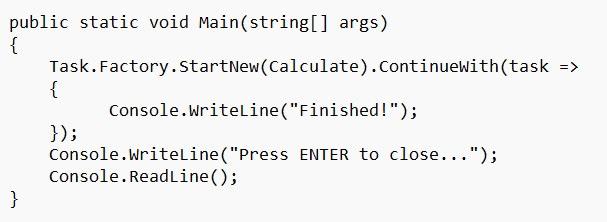 public static void Main(string[] args)
{
    Task.Factory.StartNew(Calculate).ContinueWith(task =>
    {
          Console.WriteLine("Finished!");
    });
    Console.WriteLine("Press ENTER to close...");
    Console.ReadLine();
}